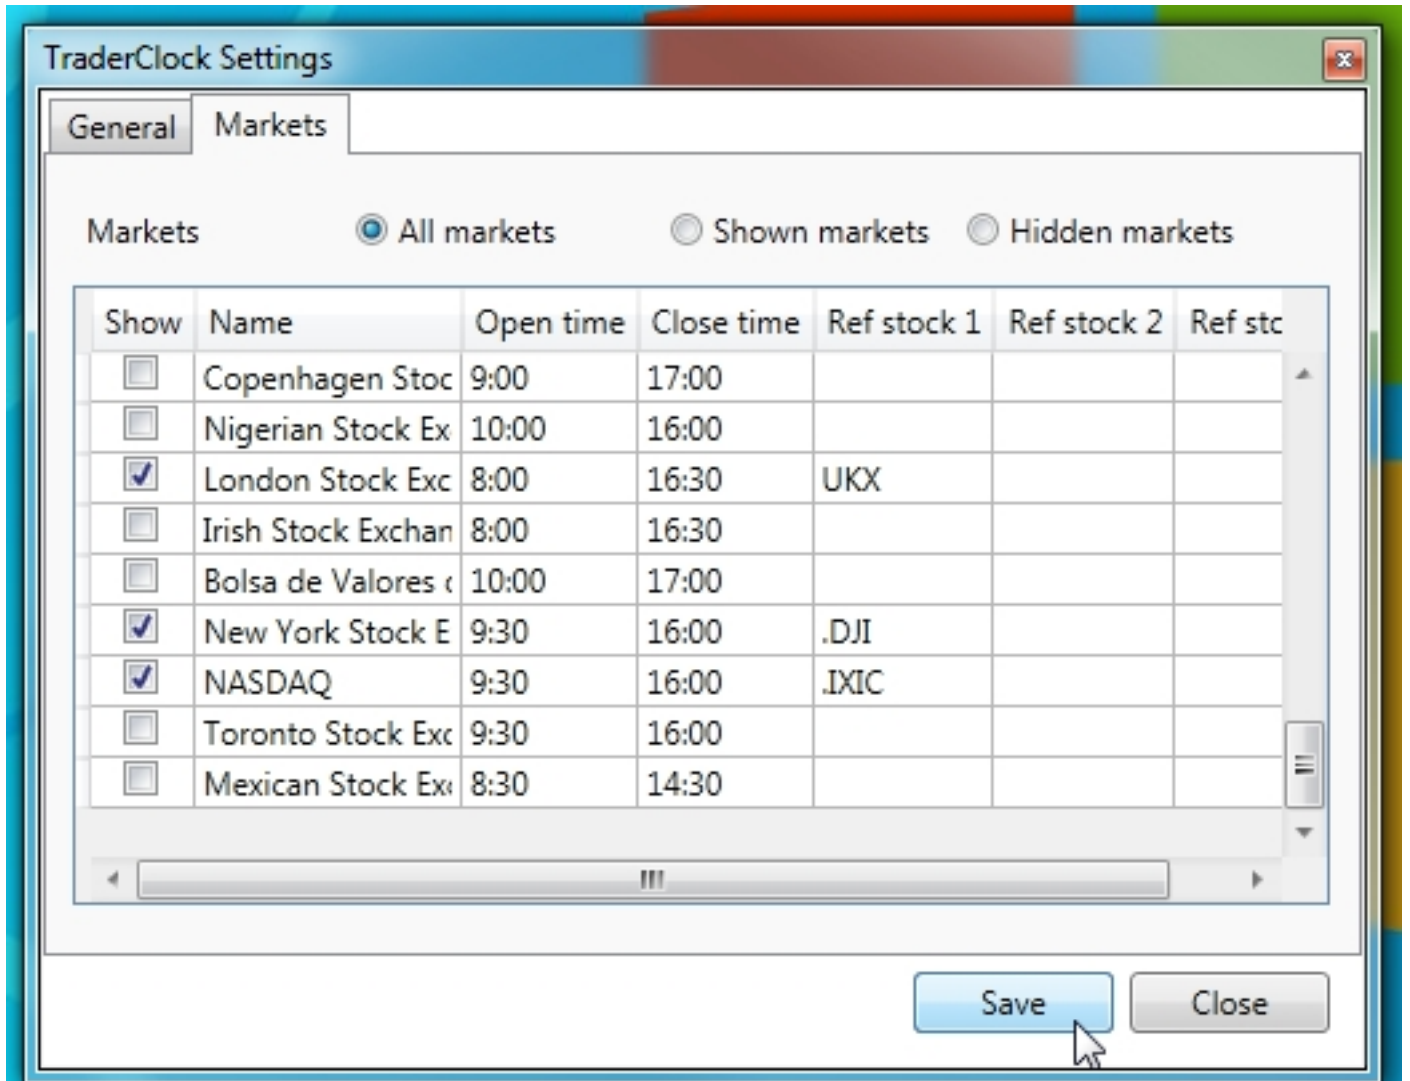 TraderClock Settings
General Markets
Markets All markets Shown markets Hidden markets
Show Name Open time Close time Ref stock 1 Ref stock 2 Ref stc
Copenhagen Stoc 9:00 17:00
Nigerian Stock Ex 10:00 16:00
London Stock Exc 8:00 16:30 UKX
Irish Stock Exchan 8:00 16:30
Bolsa de Valores 10:00 17:00
New York Stock E 9:30 16:00 .DJI
NASDAQ 9:30 16:00 .IXIC
Toronto Stock Exc 9:30 16:00
Mexican Stock Ex 8:30 14:30
Save Close